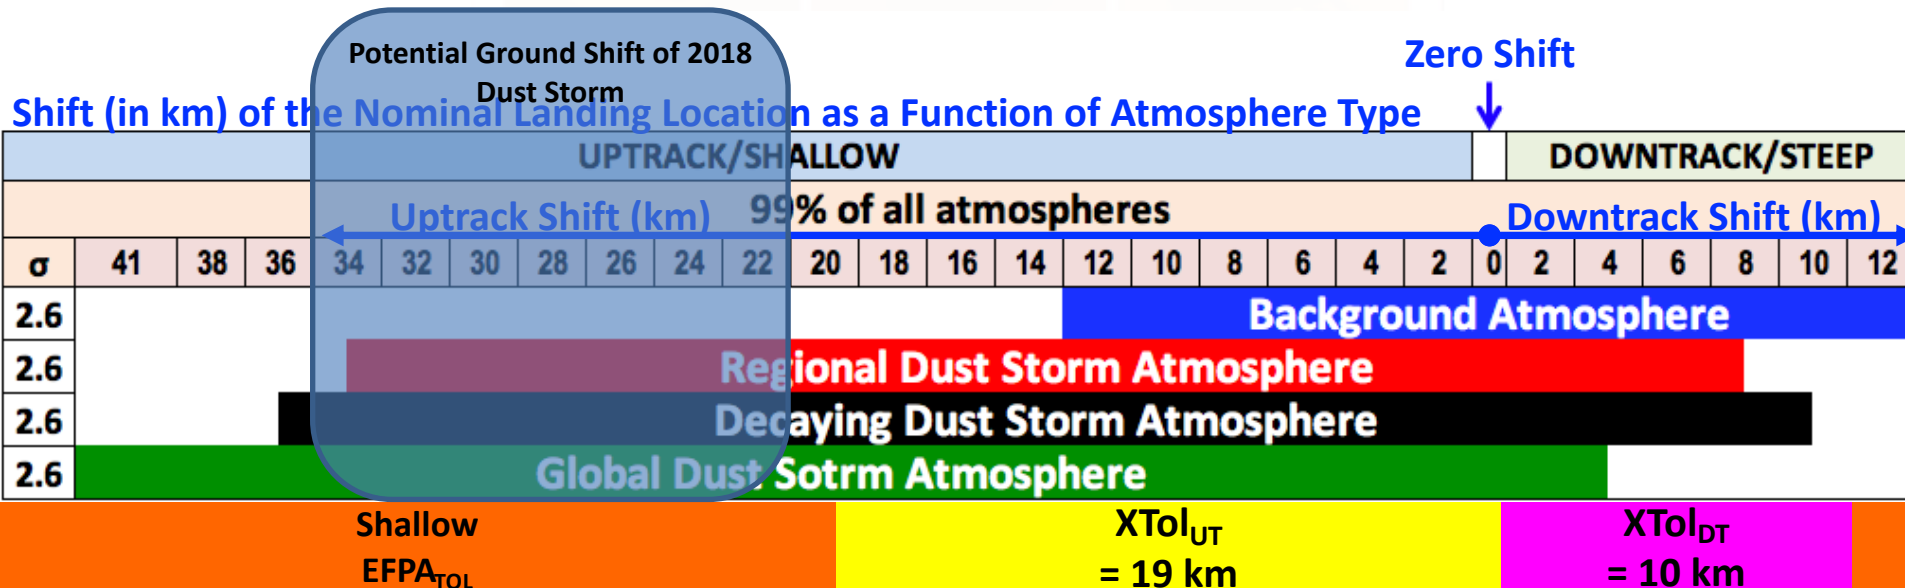 Potential Ground Shift of 2018
Dust Storm
Zero Shift
Shift (in km) of the Nominal Landing Location as a Function of Atmosphere Type
UPTRACK/SHALLOW DOWNTRACK/STEEP
99% of all atmospheres
Uptrack Shift (km) Downtrack Shift (km)
σ 41 38 36 34 32 30 28 26 24 22 20 18 16 14 12 10 8 6 4 2 0 2 4 6 8 10 12
2.6 Background Atmosphere
2.6 Regional Dust Storm Atmosphere
2.6 Decaying Dust Storm Atmosphere
2.6 Global Dust Sotrm Atmosphere
Shallow XTolUT XTolDT
EFPATOL = 19 km = 10 km